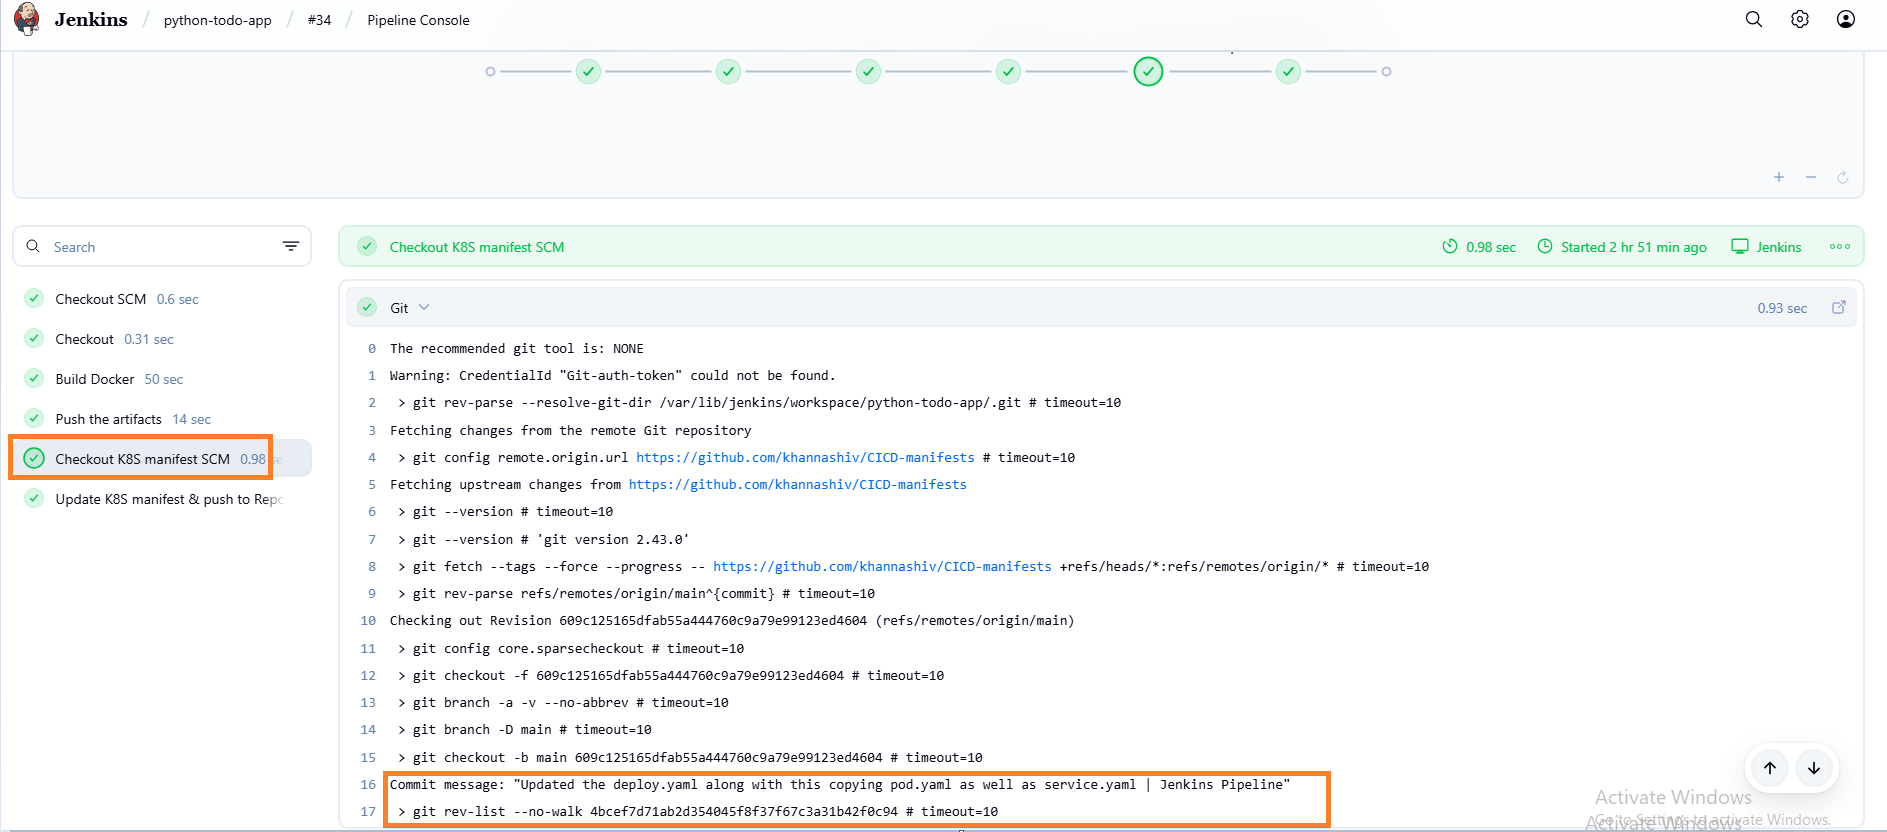 Jenkins / python-todo-app / #34 / Pipeline Console
Search
Checkout SCM 0.6 sec
Checkout 0.31 sec
Build Docker 50 sec
Push the artifacts 14 sec
Checkout K8S manifest SCM 0.98 sec
Update K8S manifest & push to Repo
Checkout K8S manifest SCM 0.98 sec Started 2 hr 51 min ago Jenkins
Git 0.93 sec
0 The recommended git tool is: NONE
1 Warning: CredentialId "Git-auth-token" could not be found.
2 > git rev-parse --resolve-git-dir /var/lib/jenkins/workspace/python-todo-app/.git # timeout=10
3 Fetching changes from the remote Git repository
4 > git config remote.origin.url https://github.com/khannashiv/CICD-manifests # timeout=10
5 Fetching upstream changes from https://github.com/khannashiv/CICD-manifests
6 > git --version # timeout=10
7 > git --version # 'git version 2.43.0'
8 > git fetch --tags --force --progress -- https://github.com/khannashiv/CICD-manifests +refs/heads/*:refs/remotes/origin/* # timeout=10
9 > git rev-parse refs/remotes/origin/main^{commit} # timeout=10
10 Checking out Revision 609c125165dfab55a444760c9a79e99123ed4604 (refs/remotes/origin/main)
11 > git config core.sparsecheckout # timeout=10
12 > git checkout -f 609c125165dfab55a444760c9a79e99123ed4604 # timeout=10
13 > git branch -a -v --no-abbrev # timeout=10
14 > git branch -D main # timeout=10
15 > git checkout -b main 609c125165dfab55a444760c9a79e99123ed4604 # timeout=10
16 Commit message: "Updated the deploy.yaml along with this copying pod.yaml as well as service.yaml | Jenkins Pipeline"
17 > git rev-list --no-walk 4bcef7d71ab2d354045f8f37f67c3a31b42f0c94 # timeout=10
Activate Windows
Go to Settings to activate Windows.
Activate Windows